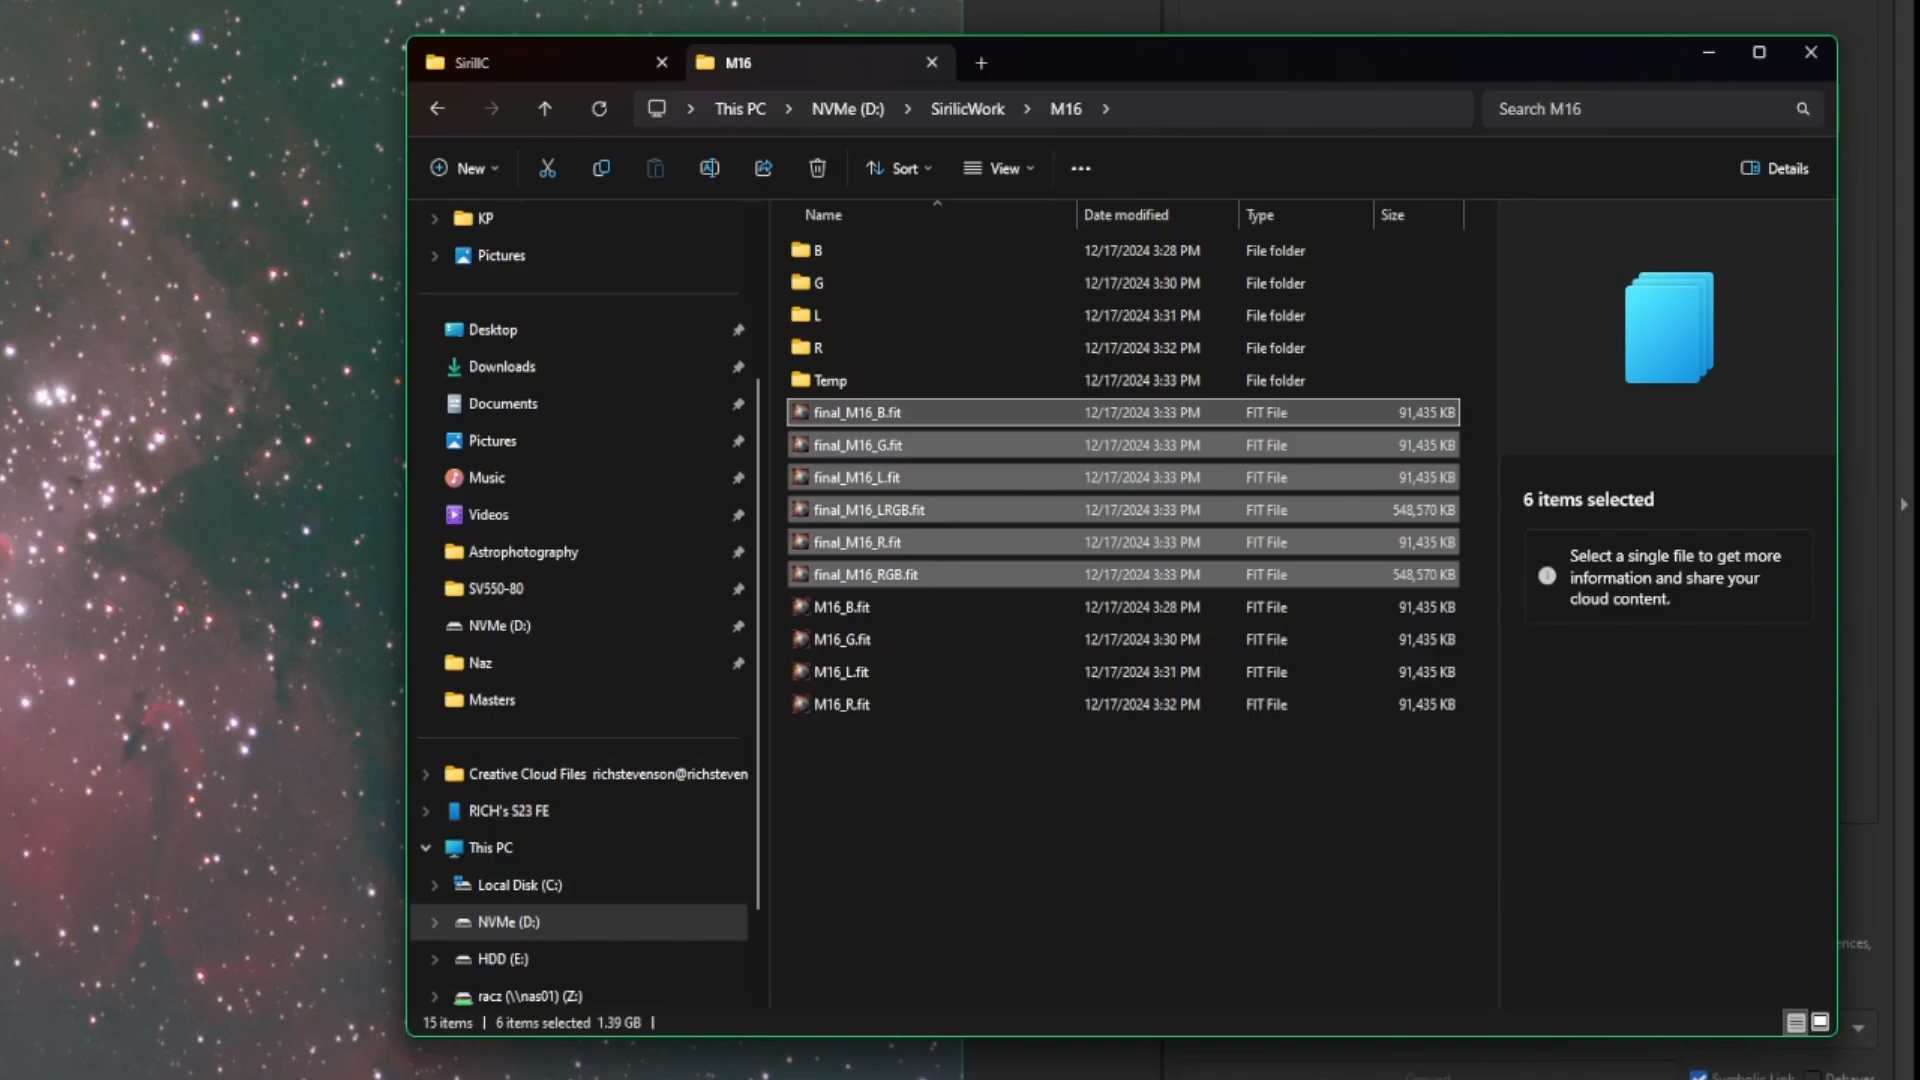 SirilIC
M16
This PC
NVMe (D:)
SirilicWork
M16
Search M16
New
Sort
View
Details
KP
Pictures
Desktop
Downloads
Documents
Pictures
Music
Videos
Astrophotography
SV550-80
NVMe (D:)
Naz
Masters
Creative Cloud Files richstevenson@richsteven
RICH's S23 FE
This PC
Local Disk (C:)
NVMe (D:)
HDD (E:)
racz (\\nas01) (Z:)
Name Date modified Type Size
B 12/17/2024 3:28 PM File folder
G 12/17/2024 3:30 PM File folder
L 12/17/2024 3:31 PM File folder
R 12/17/2024 3:32 PM File folder
Temp 12/17/2024 3:33 PM File folder
final_M16_B.fit 12/17/2024 3:33 PM FIT File 91,435 KB
final_M16_G.fit 12/17/2024 3:33 PM FIT File 91,435 KB
final_M16_L.fit 12/17/2024 3:33 PM FIT File 91,435 KB
final_M16_LRGB.fit 12/17/2024 3:33 PM FIT File 548,570 KB
final_M16_R.fit 12/17/2024 3:33 PM FIT File 91,435 KB
final_M16_RGB.fit 12/17/2024 3:33 PM FIT File 548,570 KB
M16_B.fit 12/17/2024 3:28 PM FIT File 91,435 KB
M16_G.fit 12/17/2024 3:30 PM FIT File 91,435 KB
M16_L.fit 12/17/2024 3:31 PM FIT File 91,435 KB
M16_R.fit 12/17/2024 3:32 PM FIT File 91,435 KB
6 items selected
Select a single file to get more
information and share your
cloud content.
15 items | 6 items selected 1.39 GB |
ences,